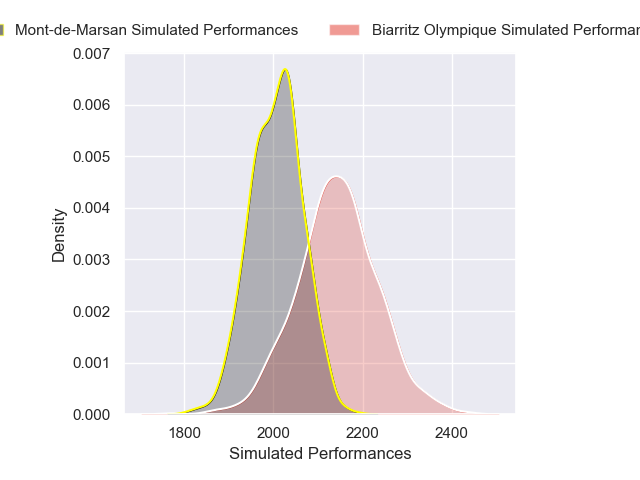 Mont-de-Marsan Simulated Performances
Biarritz Olympique Simulated
0.007
0.006
0.005
0.004
0.003
0.002
0.001
0.000
Density
1800 2000 2200 2400
Simulated Performances